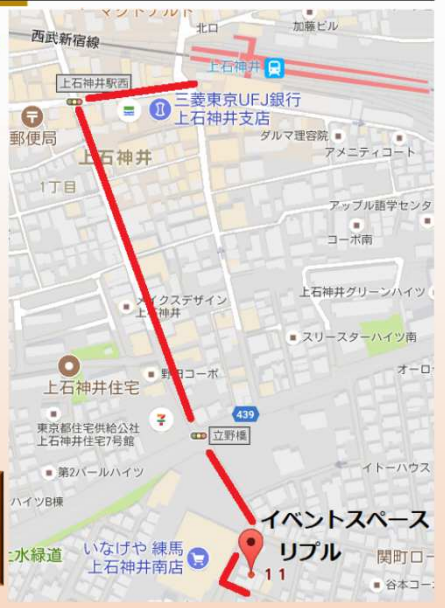 マクドナルド
北口
加藤ビル
西武新宿線
上石神井
上石神井駅西
三菱東京UFJ銀行
上石神井支店
郵便局
ダルマ理容院
アメニティコート
上石神井
1丁目
アップル語学センタ
コーポ南
上石神井グリーンハイツ
メイクスデザイン
上石神井
スリースターハイツ南
上石神井住宅
野田コーポ
オーロ
439
東京都住宅供給公社
上石神井住宅7号館
立野橋
第2パールハイツ
イトーハウス
ハイツB棟
イベントスペース
リプル
上水緑道
いなげや 練馬
上石神井南店
11
関町ロー
谷本コー